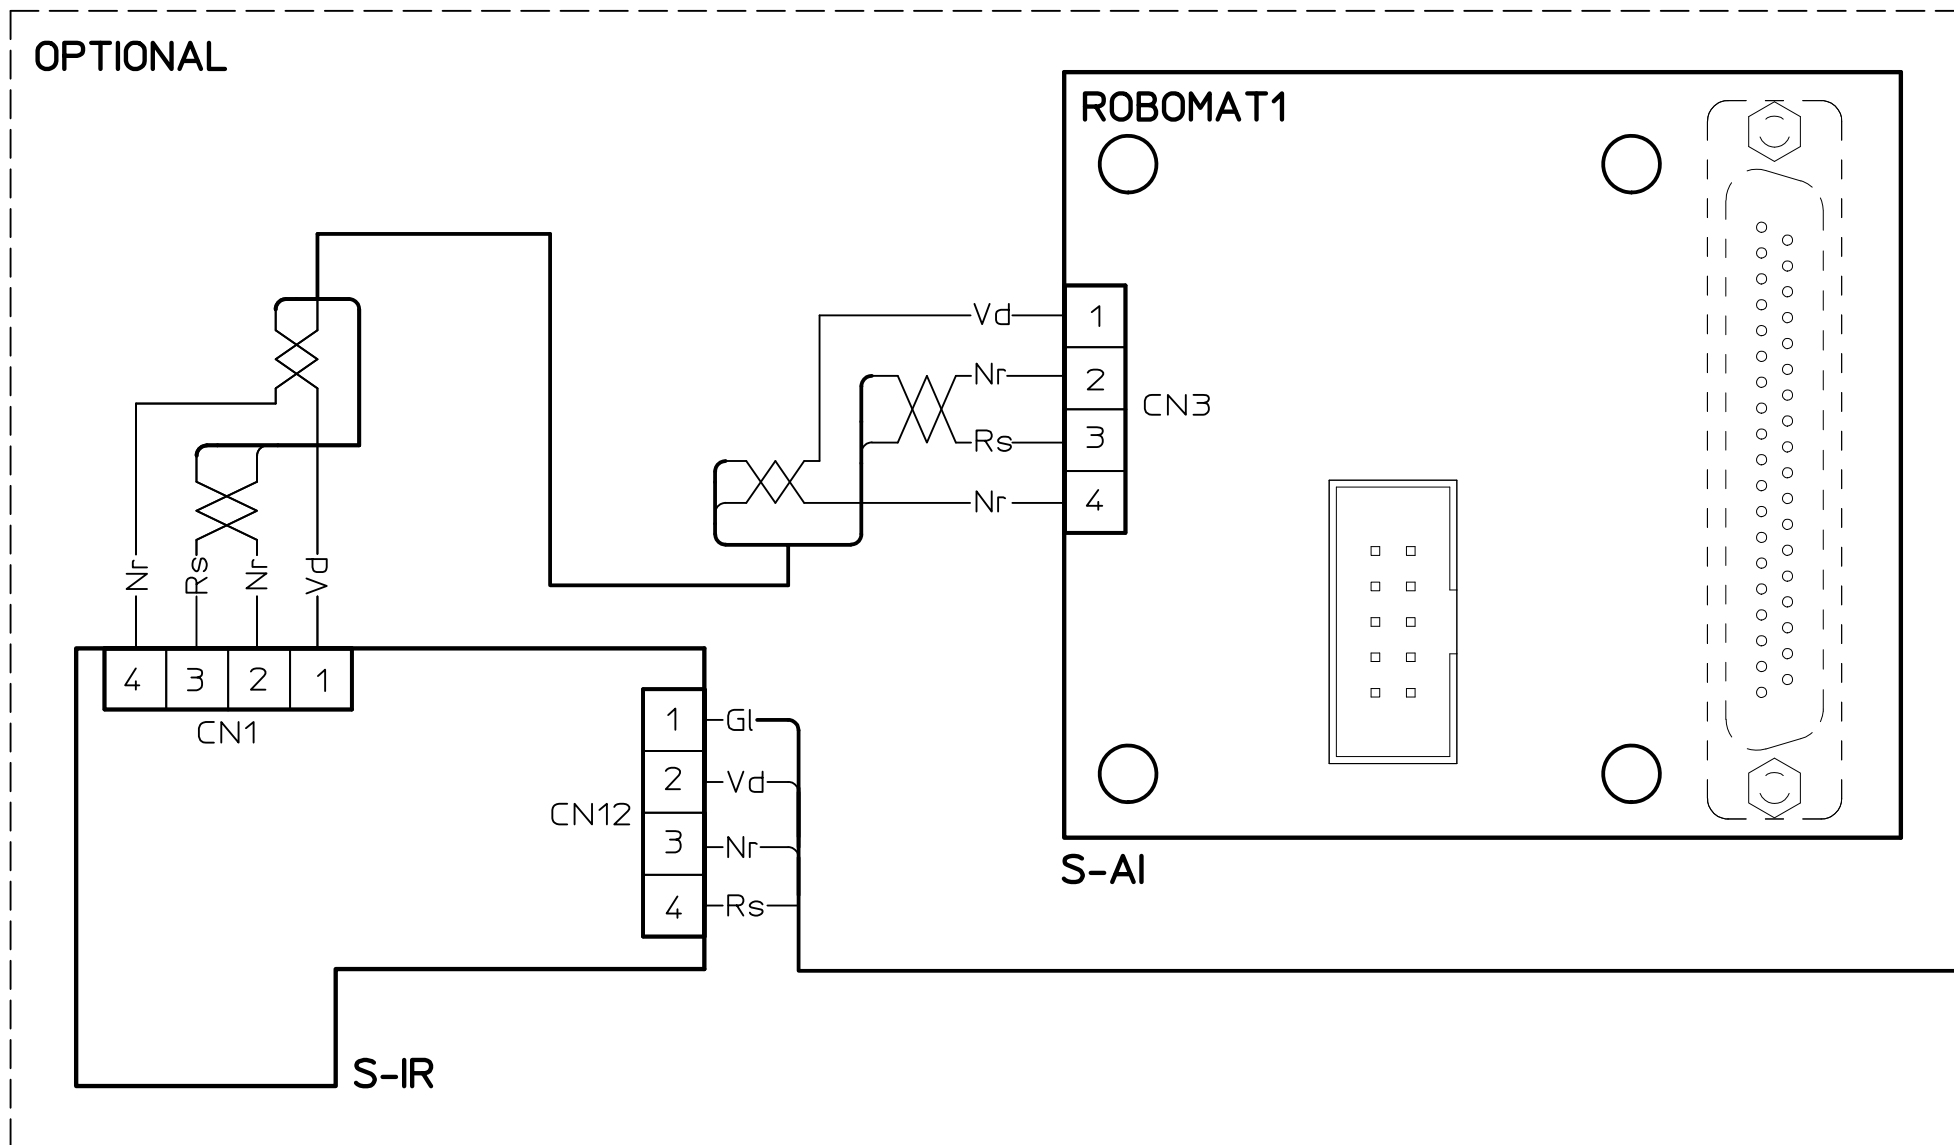 OPTIONAL
ROBOMAT1
Vd
1
Nr
2
CN3
Rs
3
Nr
4
Nr
Rs
Nr
Vd
4
3
2
1
CN1
1
Gl
2
Vd
CN12
3
Nr
4
Rs
S-AI
S-IR